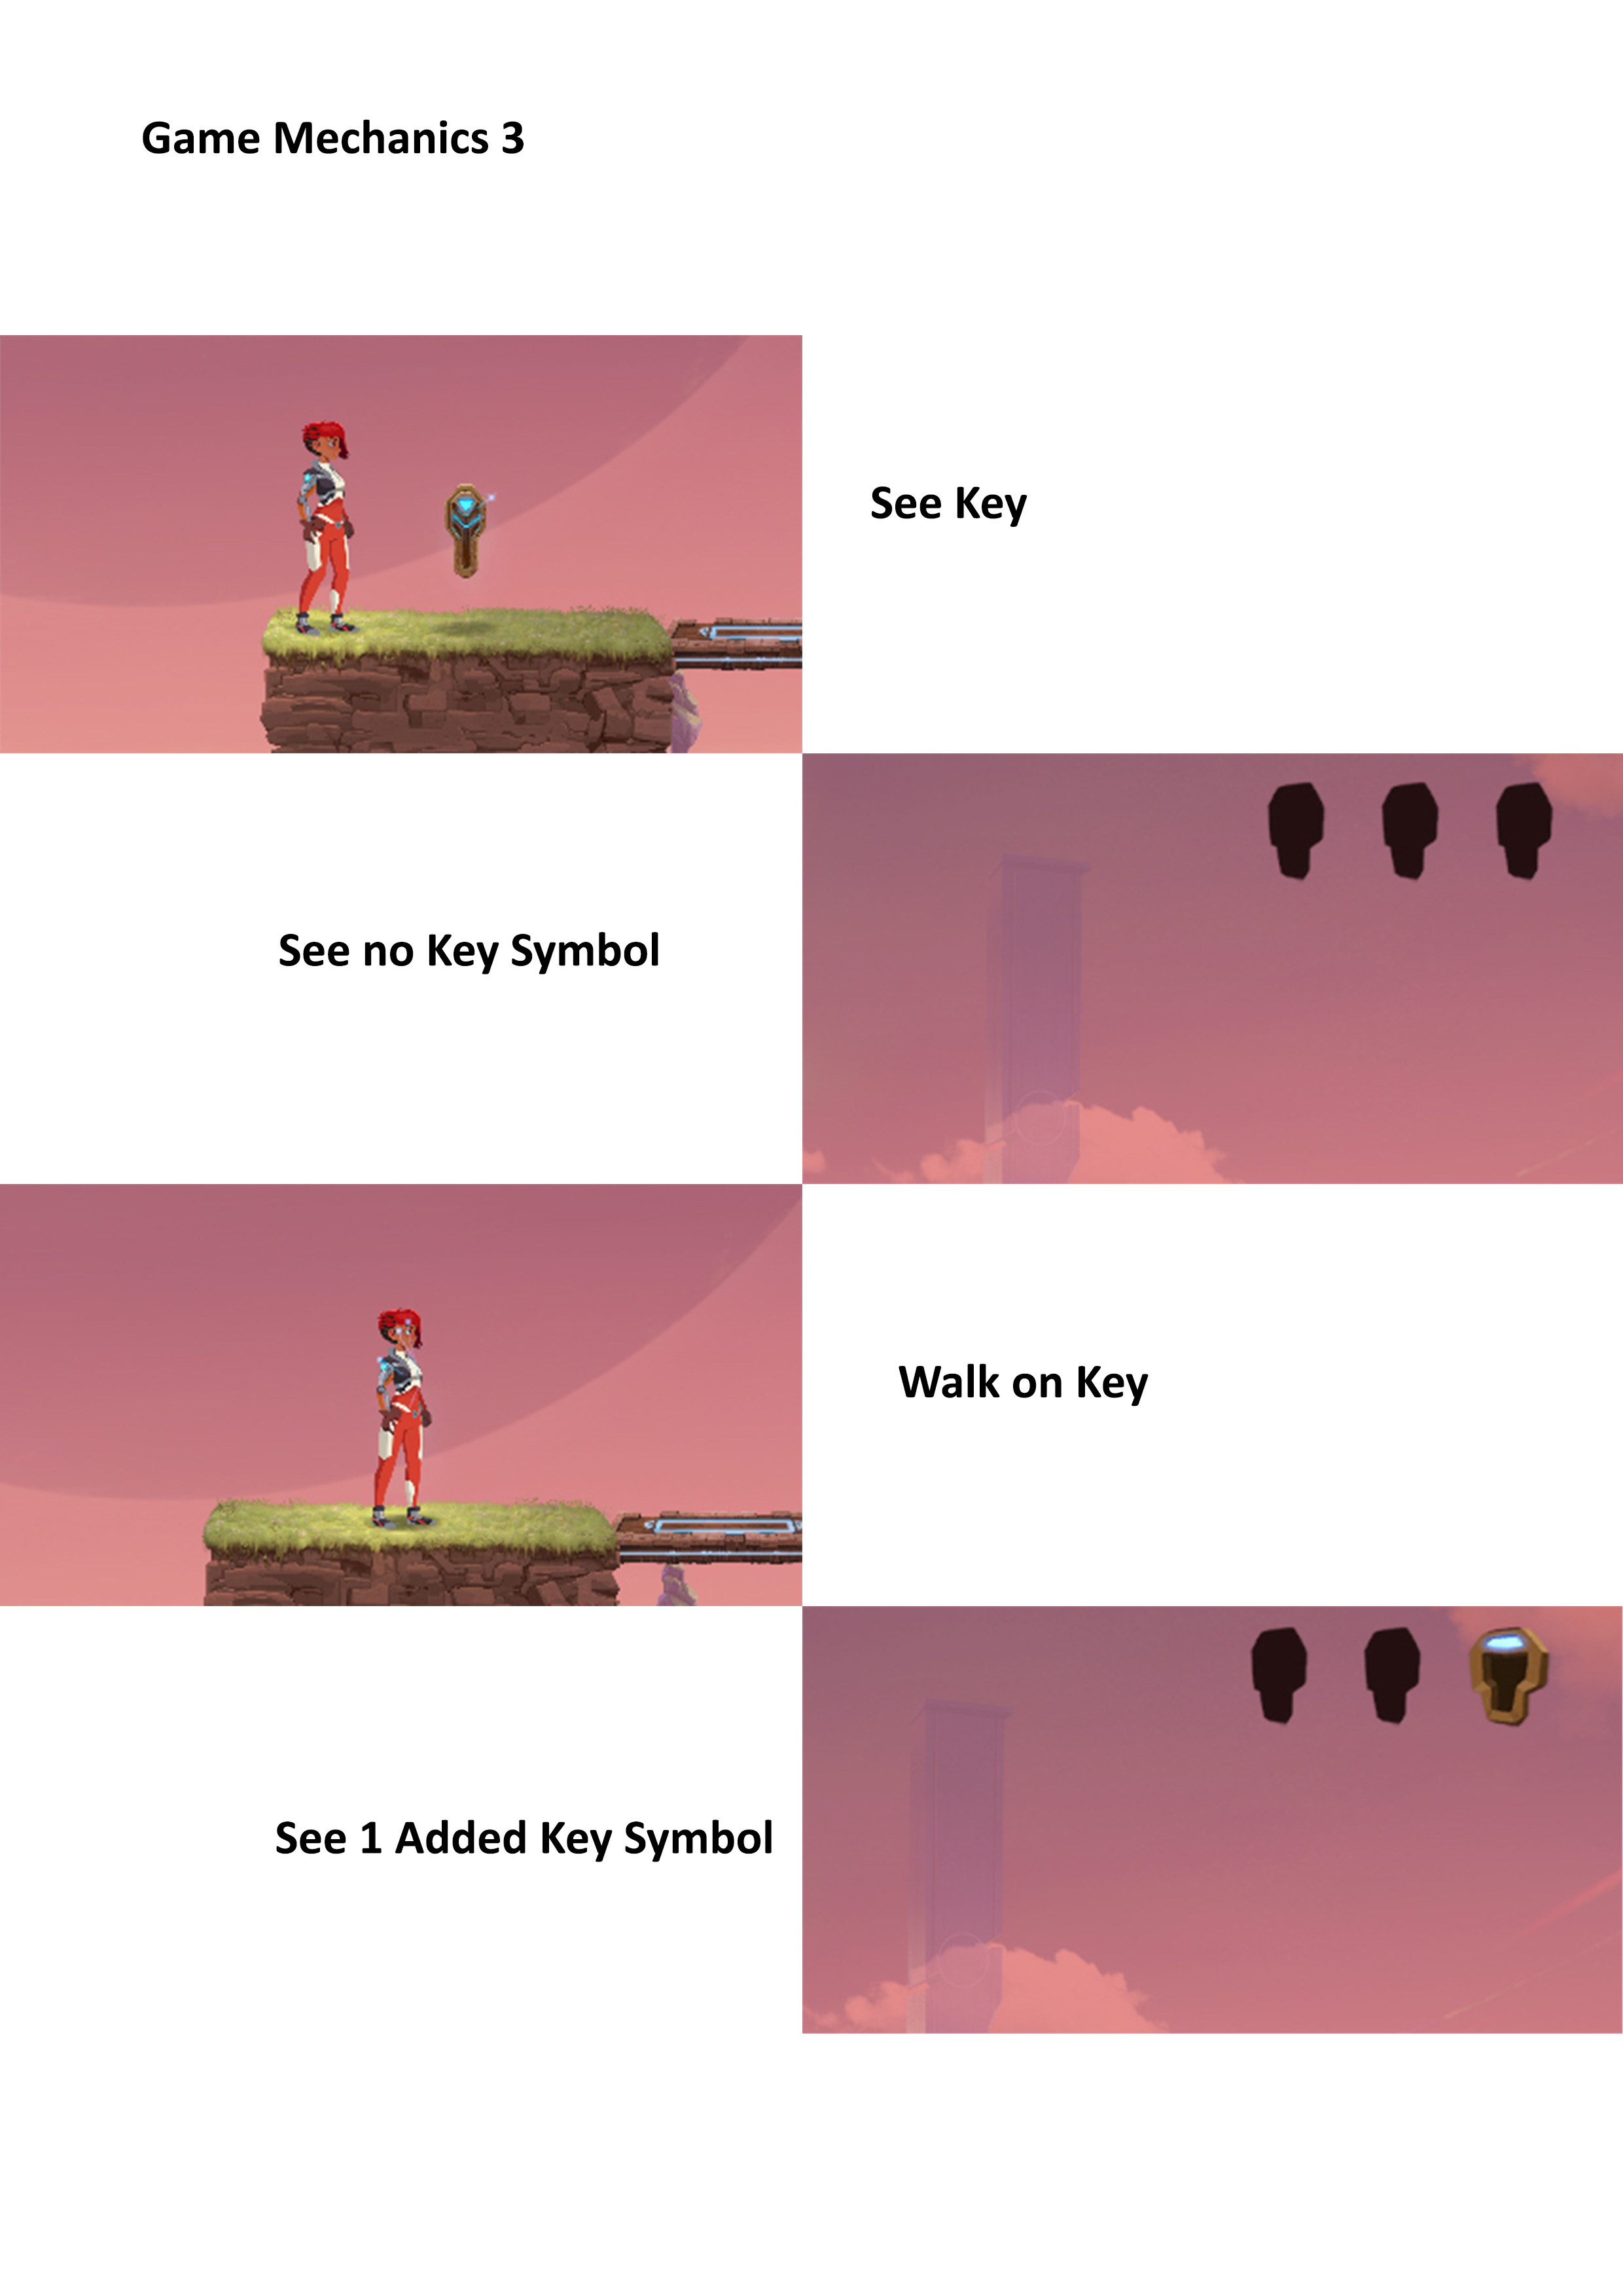 Game Mechanics 3
See Key
See no Key Symbol
Walk on Key
See 1 Added Key Symbol